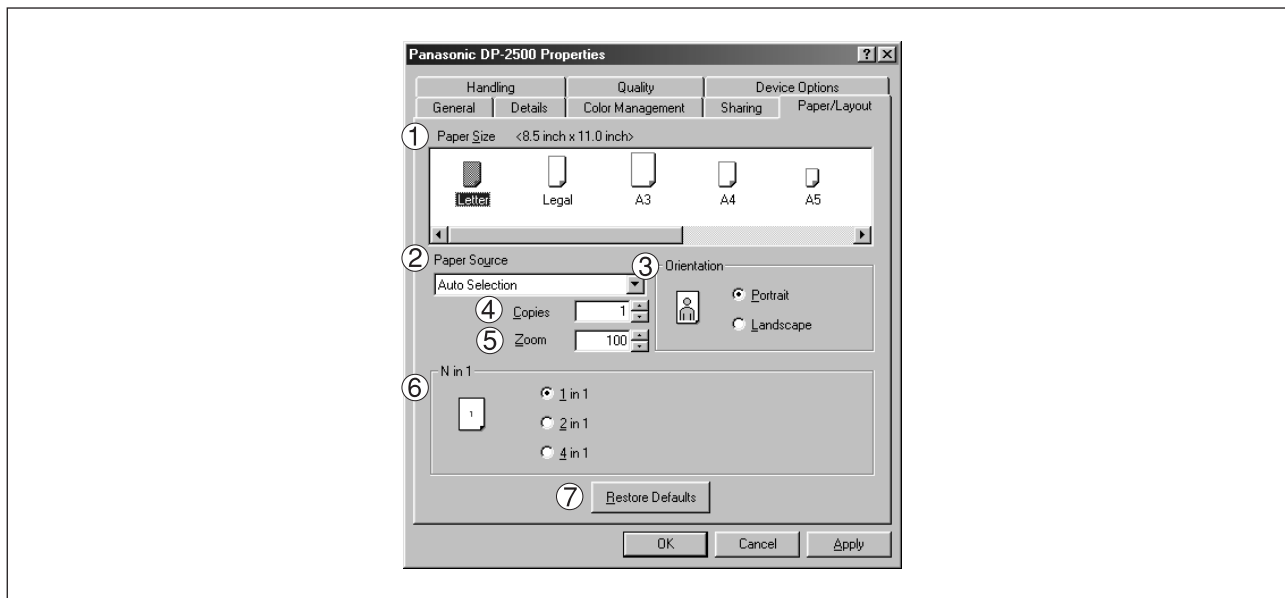 Panasonic DP-2500 Properties
Handling Quality Device Options
General Details Color Management Sharing Paper/Layout
① Paper Size <8.5 inch x 11.0 inch>
Letter Legal A3 A4 A5
② Paper Source
Auto Selection
③ Orientation
Portrait
Landscape
④ Copies 1
⑤ Zoom 100
⑥ N in 1
1
1 in 1
2 in 1
4 in 1
⑦ Restore Defaults
OK Cancel Apply